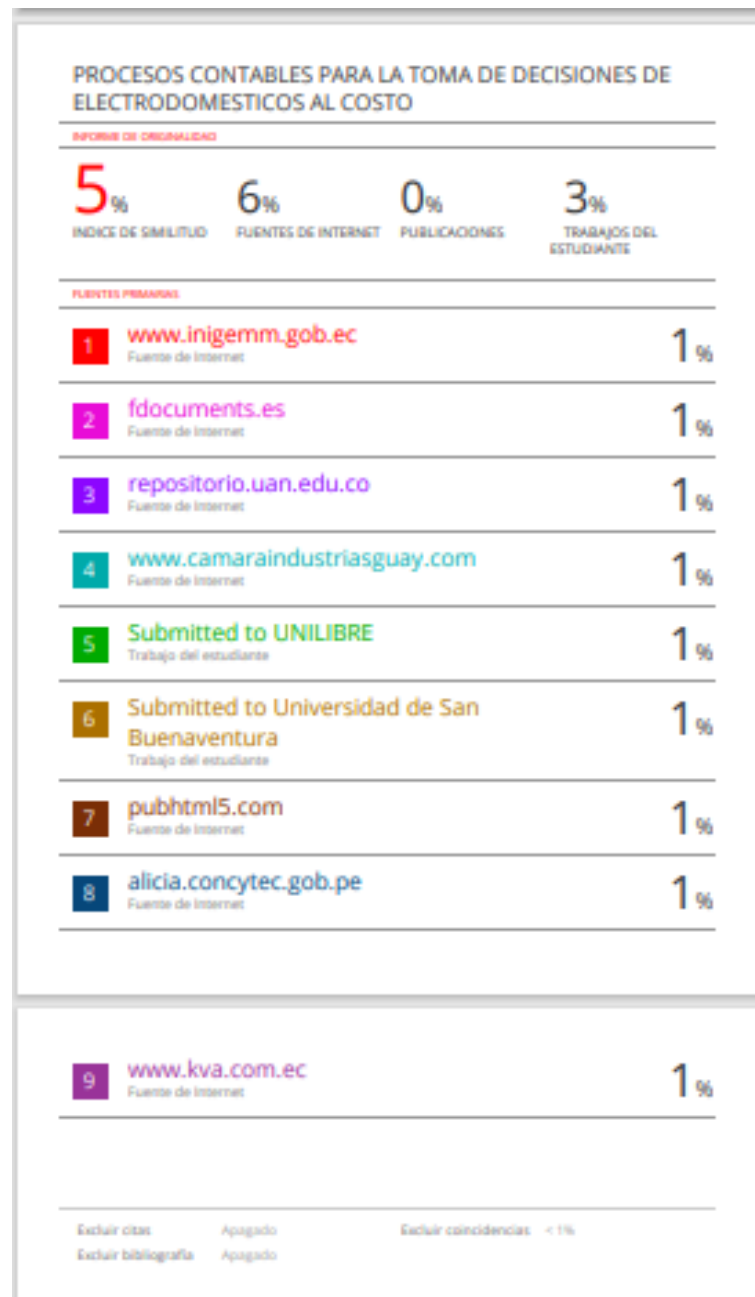 PROCESOS CONTABLES PARA LA TOMA DE DECISIONES DE
ELECTRODOMESTICOS AL COSTO
INFORME DE ORIGINALIDAD
5% 6% 0% 3%
INDICE DE SIMILITUD FUENTES DE INTERNET PUBLICACIONES TRABAJOS DEL
ESTUDIANTE
FUENTES PRIMARIAS
1 www.inigemm.gob.ec 1%
Fuente de Internet
2 fdocuments.es 1%
Fuente de Internet
3 repositorio.uan.edu.co 1%
Fuente de Internet
4 www.camaraindustriasguay.com 1%
Fuente de Internet
5 Submitted to UNILIBRE 1%
Trabajo del estudiante
6 Submitted to Universidad de San 1%
Buenaventura
Trabajo del estudiante
7 pubhtml5.com 1%
Fuente de Internet
8 alicia.concytec.gob.pe 1%
Fuente de Internet
9 www.kva.com.ec 1%
Fuente de Internet
Excluir citas Apagado Excluir coincidencias < 1%
Excluir bibliografía Apagado